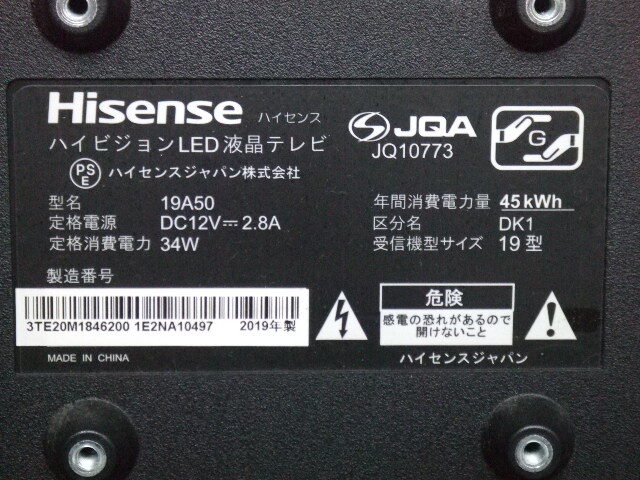 Hisense ハイセンス
ハイビジョンLED液晶テレビ
PSE ハイセンスジャパン株式会社
JQA
JQ10773
G
型名 19A50
定格電源 DC12V⎓2.8A
定格消費電力 34W
年間消費電力量 45kWh
区分名 DK1
受信機型サイズ 19型
製造番号
3TE20M1846200 1E2NA10497 2019年製
MADE IN CHINA
危険
感電の恐れがあるので
開けないこと
ハイセンスジャパン